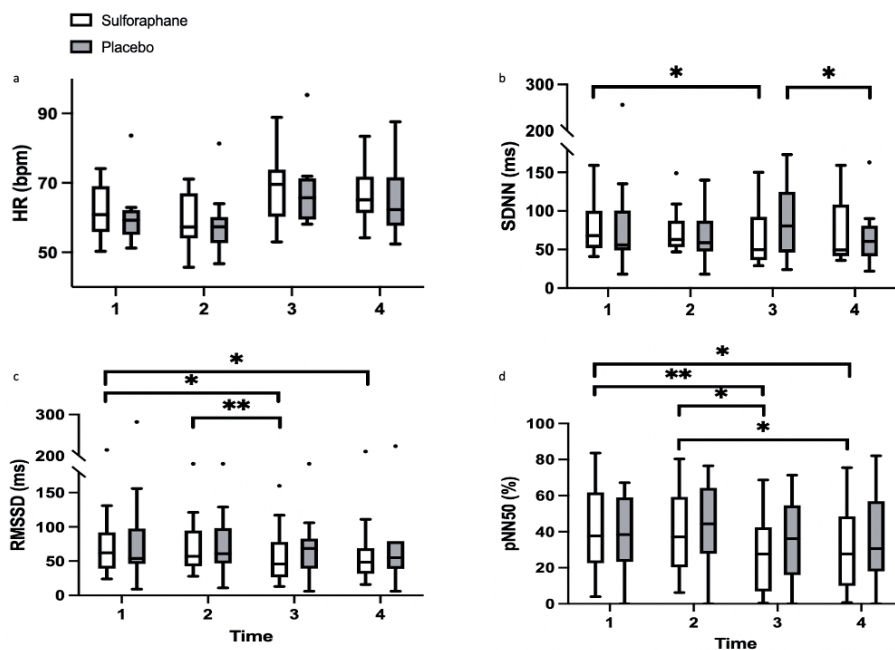 Sulforaphane
Placebo
a
HR (bpm)
90
70
50
1 2 3 4
b
SDNN (ms)
300
200
150
100
50
0
* *
1 2 3 4
c
RMSSD (ms)
300
200
150
100
50
0
*
*
**
1 2 3 4
Time
d
pNN50 (%)
100
80
60
40
20
0
*
**
*
*
1 2 3 4
Time